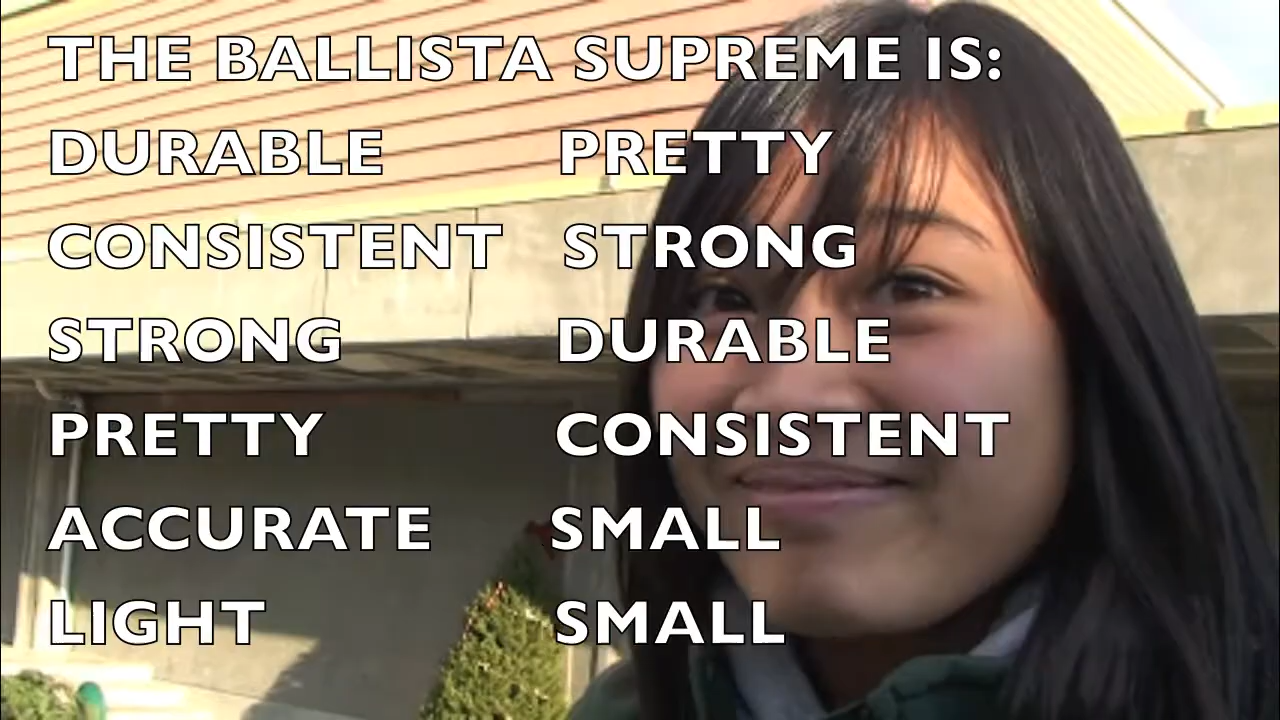 THE BALLISTA SUPREME IS:
DURABLE PRETTY
CONSISTENT STRONG
STRONG DURABLE
PRETTY CONSISTENT
ACCURATE SMALL
LIGHT SMALL